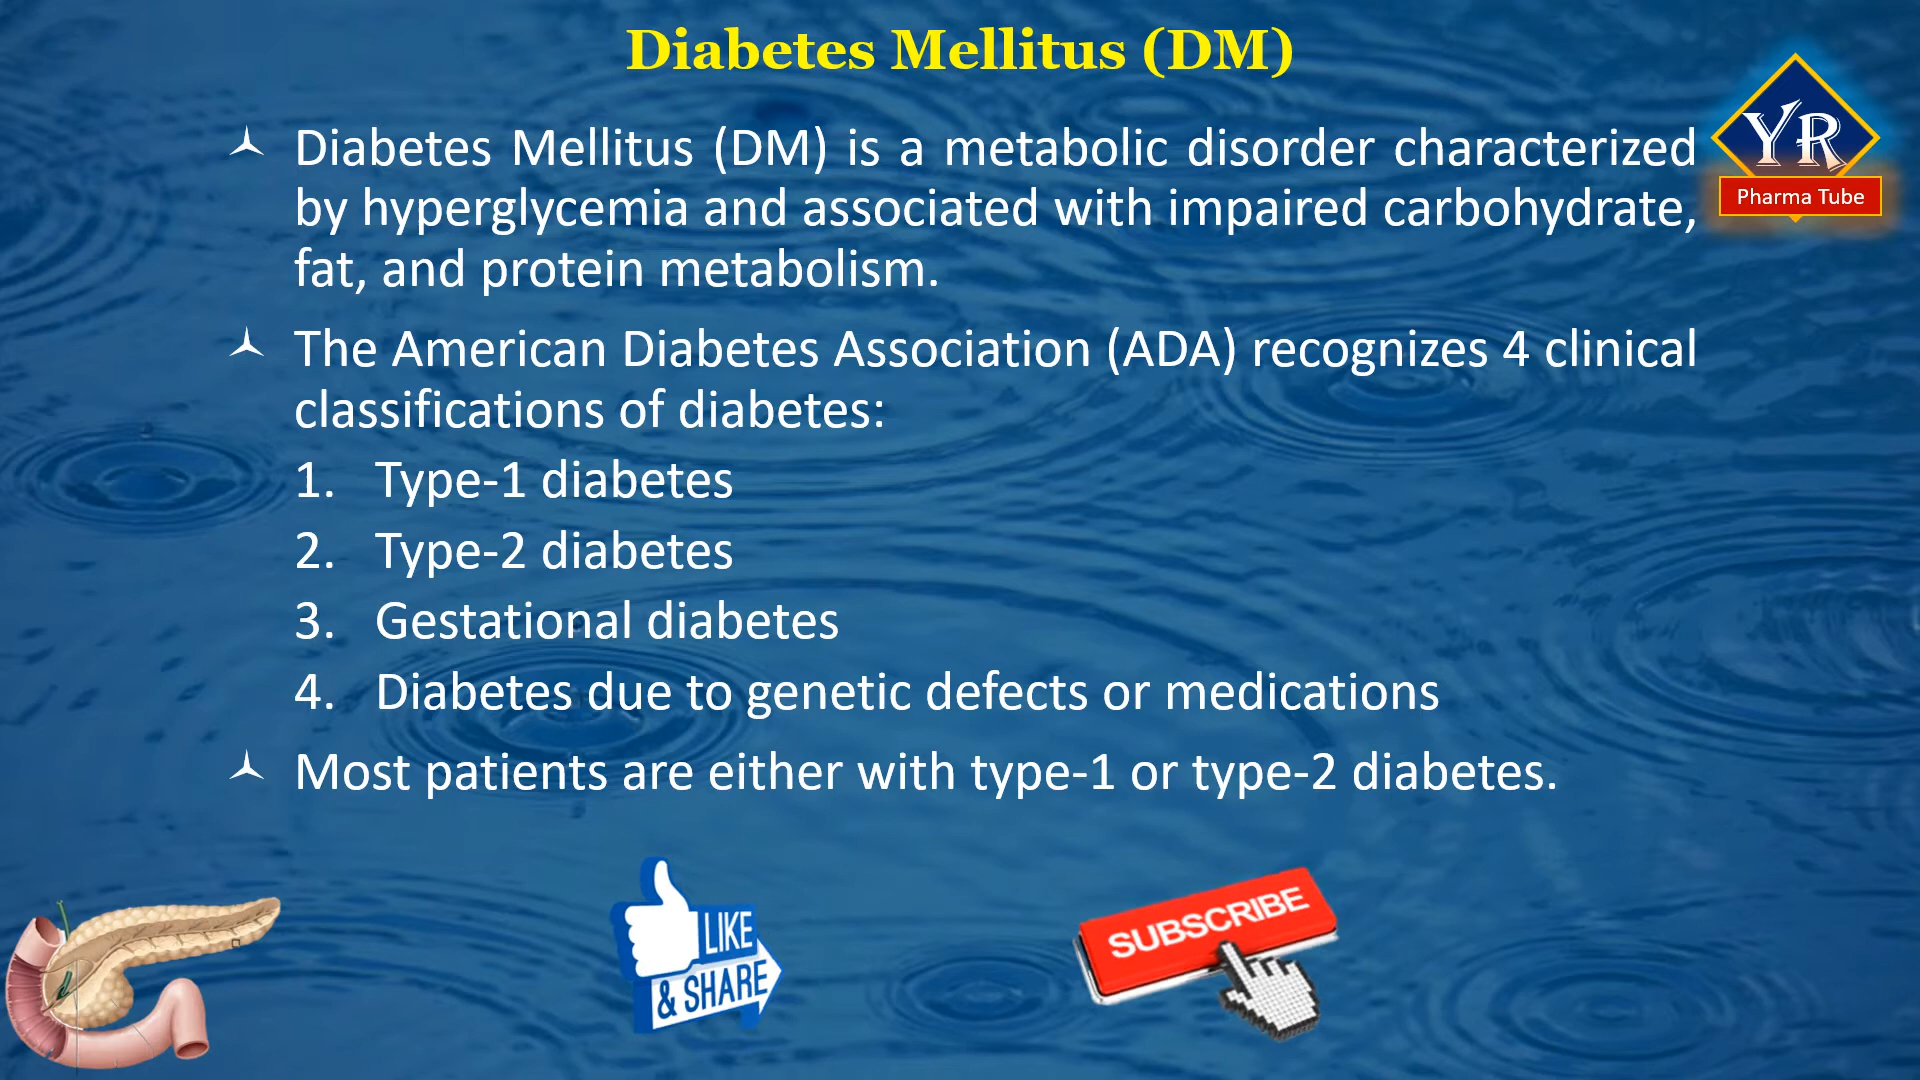 Diabetes Mellitus (DM)
Diabetes Mellitus (DM) is a metabolic disorder characterized
by hyperglycemia and associated with impaired carbohydrate,
fat, and protein metabolism.
The American Diabetes Association (ADA) recognizes 4 clinical
classifications of diabetes:
1. Type-1 diabetes
2. Type-2 diabetes
3. Gestational diabetes
4. Diabetes due to genetic defects or medications
Most patients are either with type-1 or type-2 diabetes.
YR
Pharma Tube
LIKE
& SHARE
SUBSCRIBE